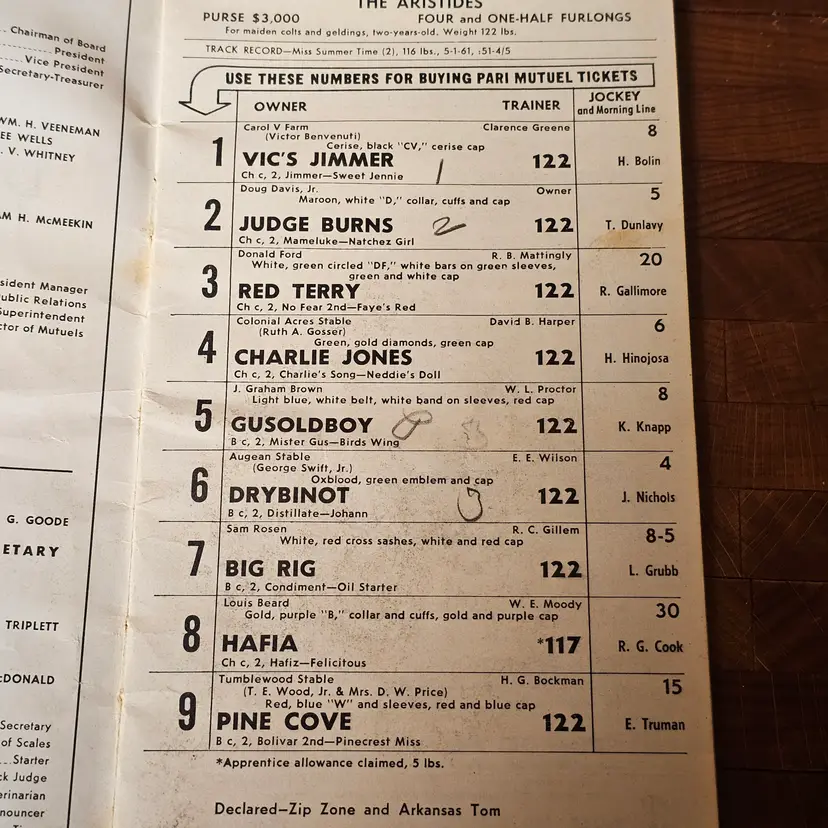 Chairman of Board
President
Vice President
Secretary-Treasurer
WM. H. VEENEMAN
EE WELLS
. V. WHITNEY
AM H. McMEEKIN
sident Manager
Public Relations
Superintendent
ctor of Mutuels
G. GOODE
ETARY
TRIPLETT
cDONALD
Secretary
of Scales
Starter
ck Judge
erinarian
nouncer
THE ARISTIDES
PURSE $3,000 FOUR and ONE-HALF FURLONGS
For maiden colts and geldings, two-years-old. Weight 122 lbs.
TRACK RECORD—Miss Summer Time (2), 116 lbs., 5-1-61, :51-4/5
USE THESE NUMBERS FOR BUYING PARI MUTUEL TICKETS
OWNER TRAINER JOCKEY
and Morning Line
Carol V Farm Clarence Greene 8
(Victor Benvenuti)
Cerise, black "CV," cerise cap
1 VIC'S JIMMER 1 122 H. Bolin
Ch c, 2, Jimmer—Sweet Jennie
Doug Davis, Jr. Owner 5
Maroon, white "D," collar, cuffs and cap
2 JUDGE BURNS 2 122 T. Dunlavy
Ch c, 2, Mameluke—Natchez Girl
Donald Ford R. B. Mattingly 20
White, green circled "DF," white bars on green sleeves,
green and white cap
3 RED TERRY 122 R. Gallimore
Ch c, 2, No Fear 2nd—Faye's Red
Colonial Acres Stable David B. Harper 6
(Ruth A. Gosser)
Green, gold diamonds, green cap
4 CHARLIE JONES 122 H. Hinojosa
Ch c, 2, Charlie's Song—Neddie's Doll
J. Graham Brown W. L. Proctor 8
Light blue, white belt, white band on sleeves, red cap
5 GUSOLDBOY 122 K. Knapp
B c, 2, Mister Gus—Birds Wing
Augean Stable E. E. Wilson 4
(George Swift, Jr.)
Oxblood, green emblem and cap
6 DRYBINOT 122 J. Nichols
B c, 2, Distillate—Johann
Sam Rosen R. C. Gillem 8-5
White, red cross sashes, white and red cap
7 BIG RIG 122 L. Grubb
B c, 2, Condiment—Oil Starter
Louis Beard W. E. Moody 30
Gold, purple "B," collar and cuffs, gold and purple cap
8 HAFIA *117 R. G. Cook
Ch c, 2, Hafiz—Felicitous
Tumblewood Stable H. G. Bockman 15
(T. E. Wood, Jr. & Mrs. D. W. Price)
Red, blue "W" and sleeves, red and blue cap
9 PINE COVE 122 E. Truman
B c, 2, Bolivar 2nd—Pinecrest Miss
*Apprentice allowance claimed, 5 lbs.
Declared—Zip Zone and Arkansas Tom